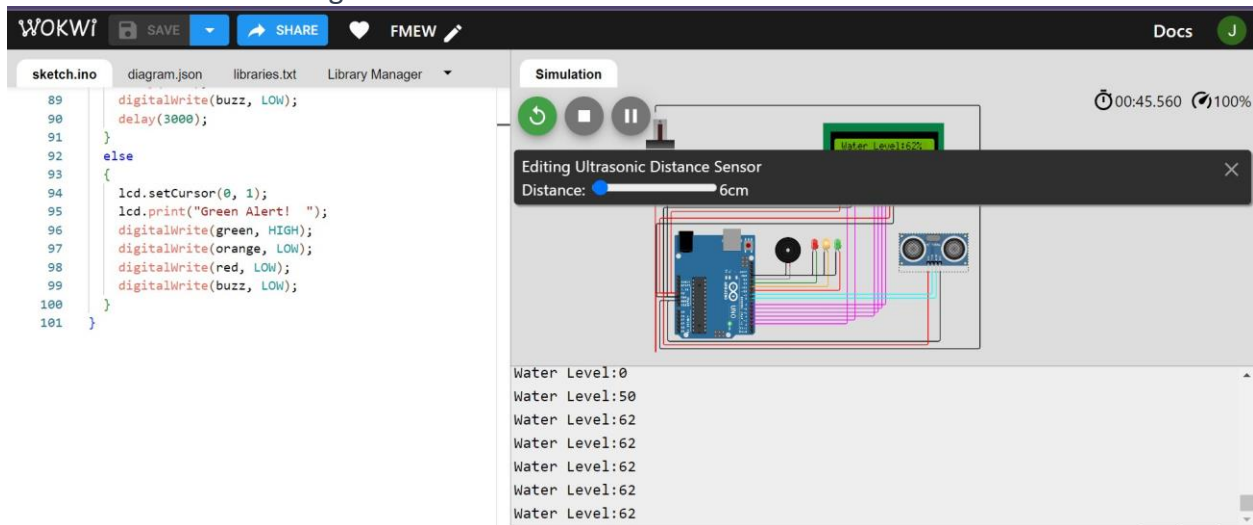 WOKWI SAVE SHARE FMEW Docs J
sketch.ino diagram.json libraries.txt Library Manager
89 digitalWrite(buzz, LOW);
90 delay(3000);
91 }
92 else
93 {
94 lcd.setCursor(0, 1);
95 lcd.print("Green Alert!  ");
96 digitalWrite(green, HIGH);
97 digitalWrite(orange, LOW);
98 digitalWrite(red, LOW);
99 digitalWrite(buzz, LOW);
100 }
101 }
Simulation
00:45.560 100%
Water Level:62%
Editing Ultrasonic Distance Sensor
Distance: 6cm
UNO
Water Level:0
Water Level:50
Water Level:62
Water Level:62
Water Level:62
Water Level:62
Water Level:62